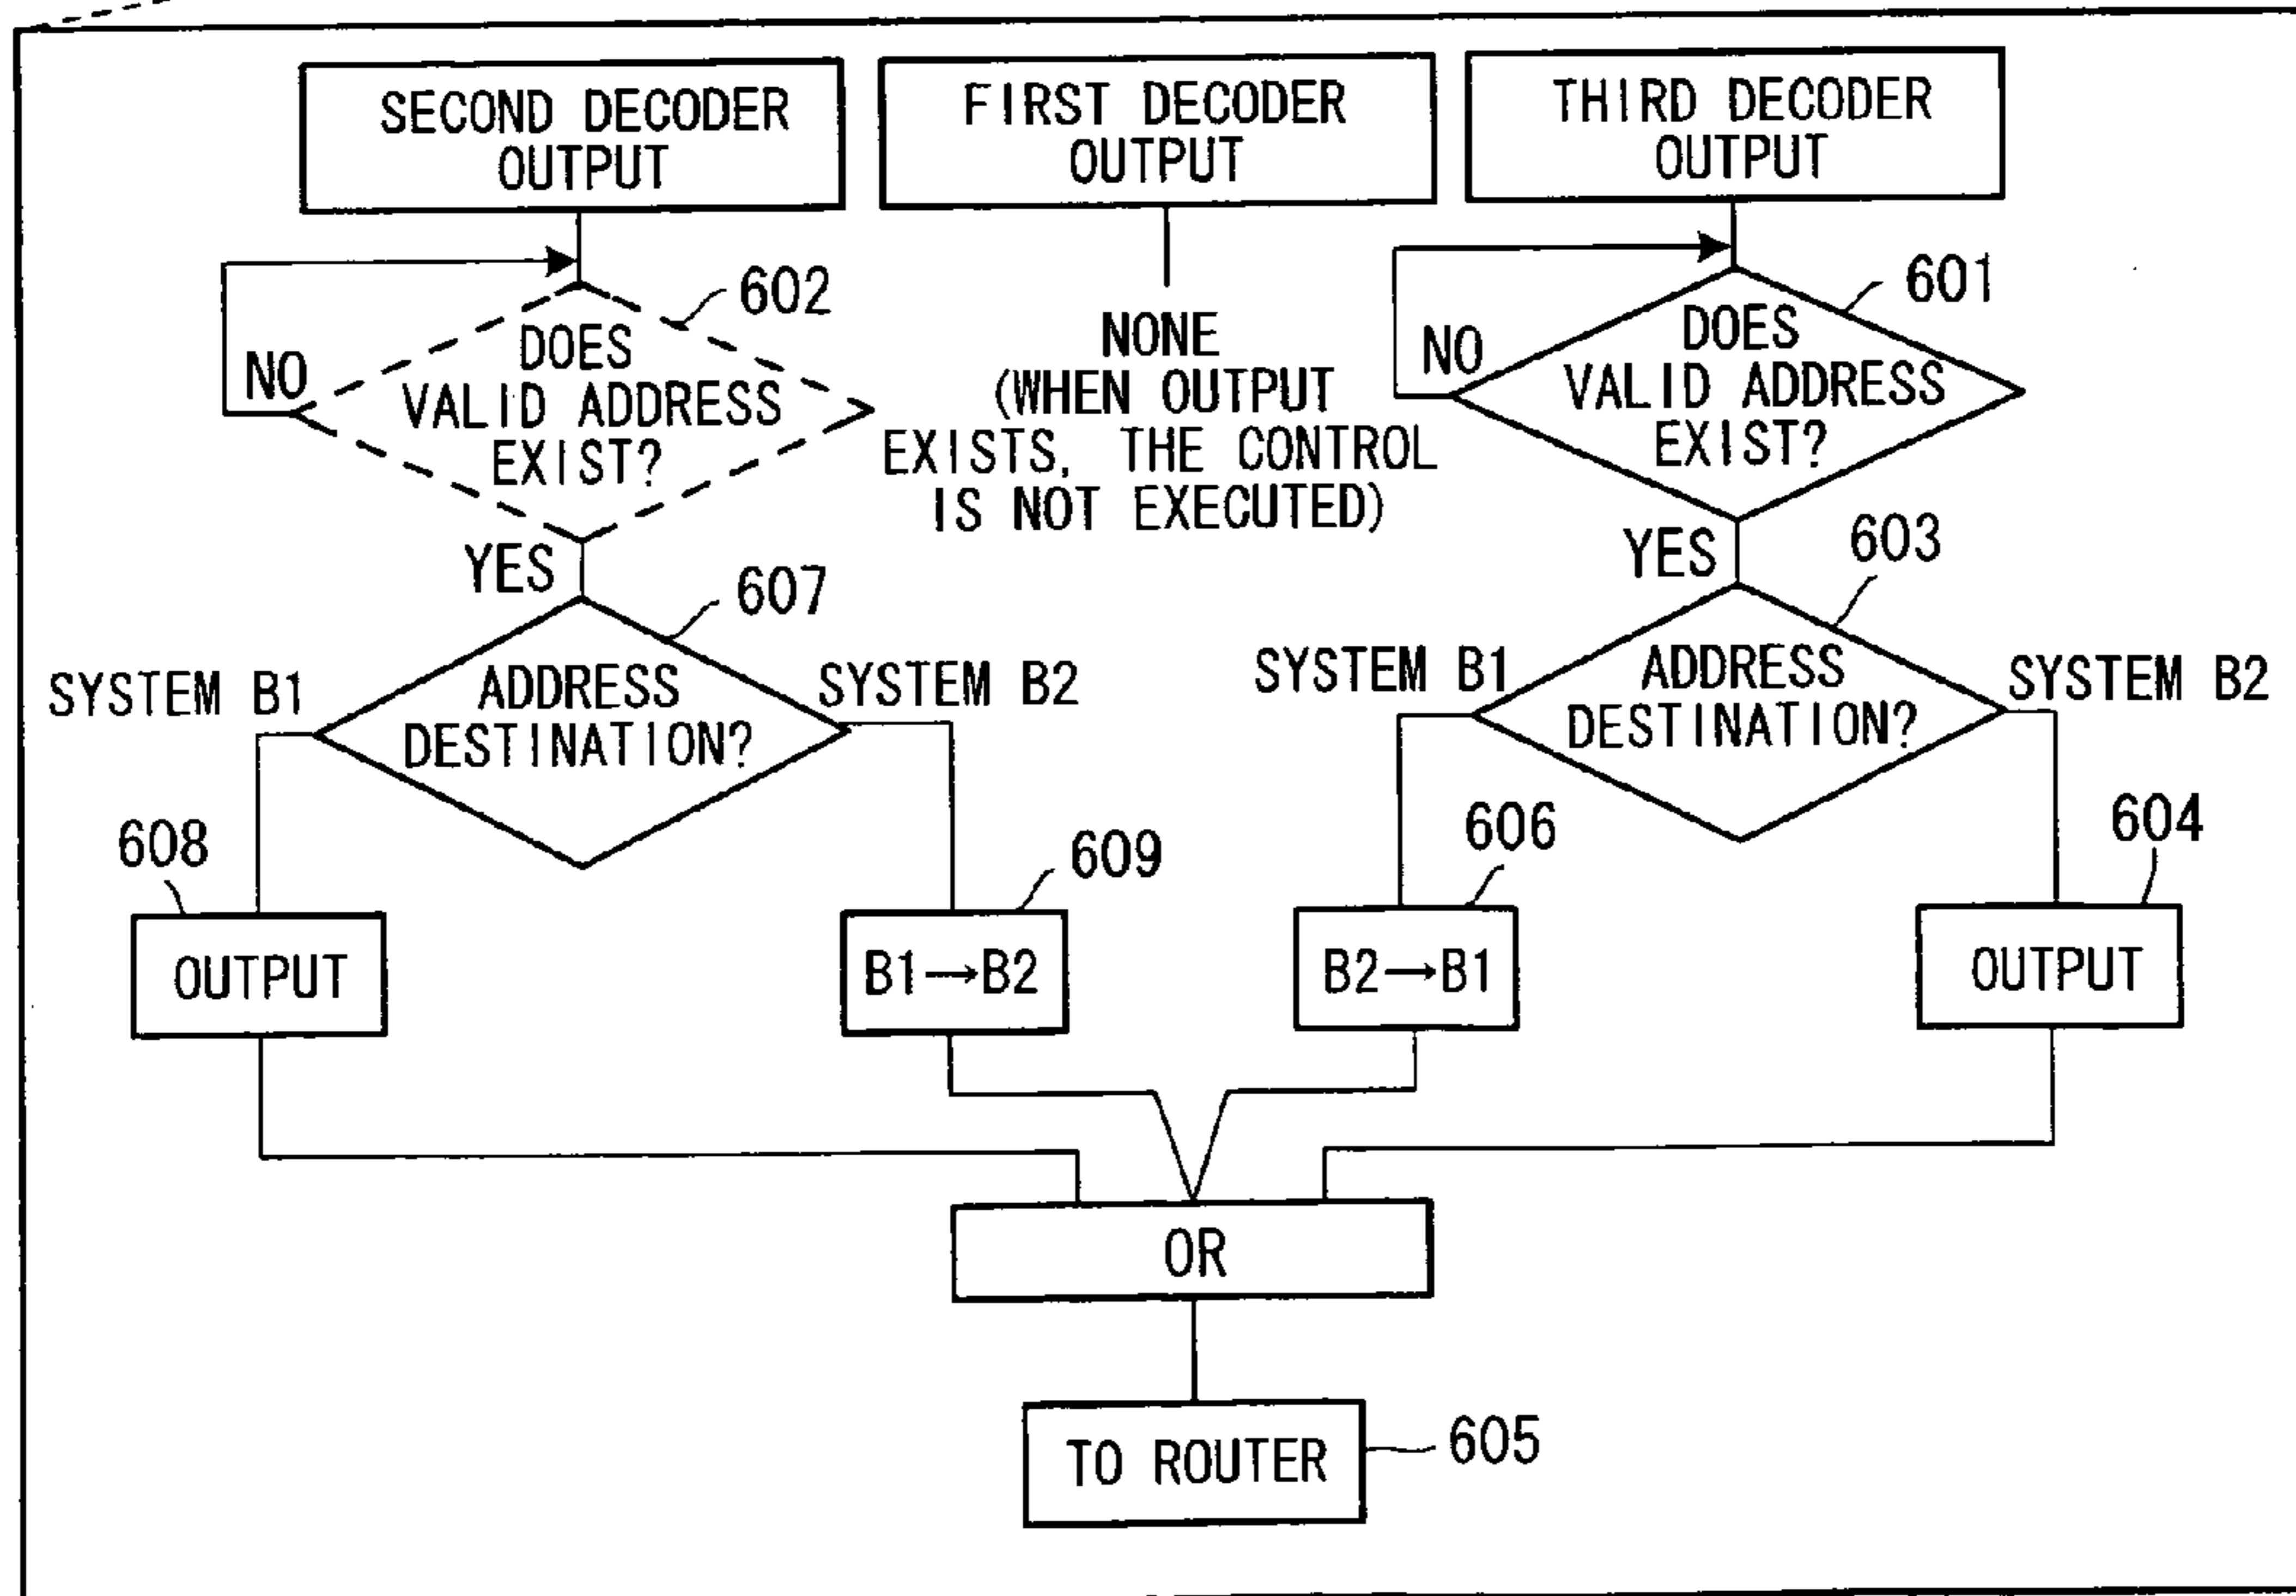 SECOND DECODER
OUTPUT
FIRST DECODER
OUTPUT
THIRD DECODER
OUTPUT
602
DOES
VALID ADDRESS
EXIST?
NO
YES
NONE
(WHEN OUTPUT
EXISTS, THE CONTROL
IS NOT EXECUTED)
601
DOES
VALID ADDRESS
EXIST?
NO
YES
607
SYSTEM B1
ADDRESS
DESTINATION?
SYSTEM B2
603
SYSTEM B1
ADDRESS
DESTINATION?
SYSTEM B2
608
OUTPUT
609
B1→B2
606
B2→B1
604
OUTPUT
OR
TO ROUTER
605